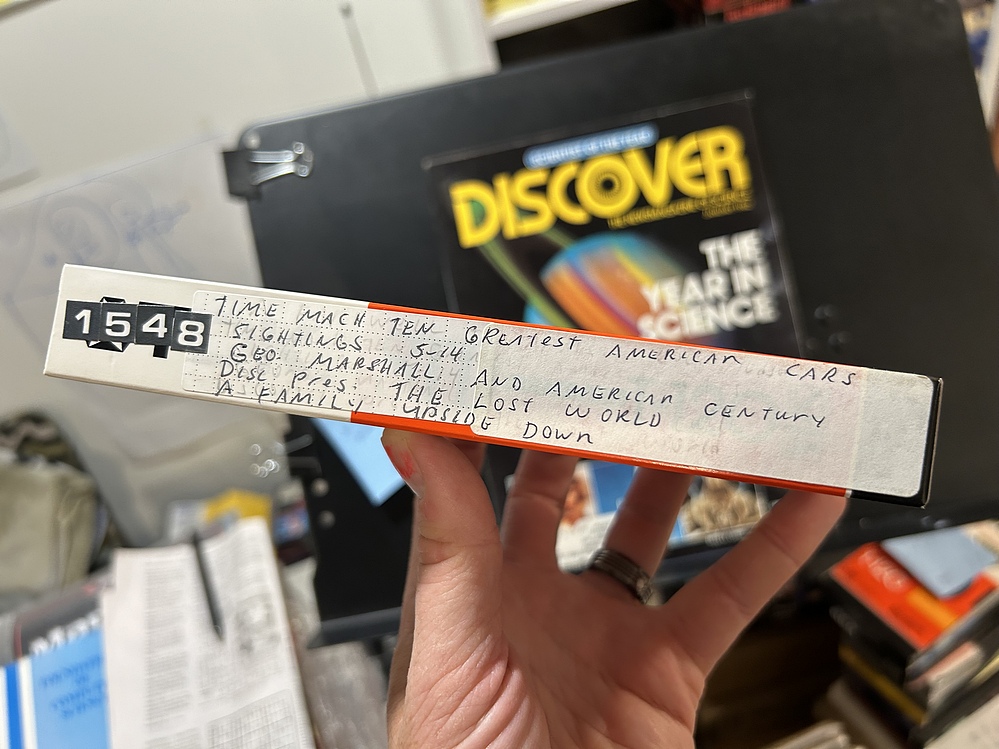 DISCOVER
THE
YEAR IN
SCIENCE
1548
TIME MACH TEN GREATEST AMERICAN CARS
SIGHTINGS 5-14
GEO MARSHALL AND AMERICAN CENTURY
DISC Pres. THE LOST WORLD
A FAMILY UPSIDE DOWN